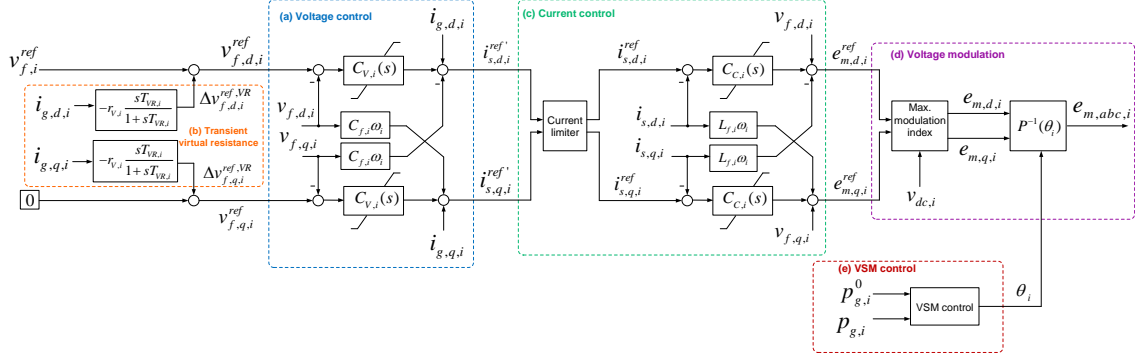 (a) Voltage control
(c) Current control
(d) Voltage modulation
(b) Transient
virtual resistance
(e) VSM control
v_{f,i}^{ref}
v_{f,d,i}^{ref}
i_{g,d,i}
-r_{V,i} \frac{sT_{VR,i}}{1+sT_{VR,i}}
Δv_{f,d,i}^{ref,VR}
i_{g,q,i}
-r_{V,i} \frac{sT_{VR,i}}{1+sT_{VR,i}}
Δv_{f,q,i}^{ref,VR}
0
v_{f,q,i}^{ref}
i_{g,d,i}
C_{V,i}(s)
-
-
v_{f,d,i}
C_{f,i}ω_i
v_{f,q,i}
C_{f,i}ω_i
-
C_{V,i}(s)
i_{g,q,i}
i_{s,d,i}^{ref'}
i_{s,q,i}^{ref'}
Current
limiter
i_{s,d,i}^{ref}
i_{s,q,i}^{ref}
v_{f,d,i}
C_{C,i}(s)
-
-
i_{s,d,i}
L_{f,i}ω_i
i_{s,q,i}
L_{f,i}ω_i
-
C_{C,i}(s)
v_{f,q,i}
e_{m,d,i}^{ref}
e_{m,q,i}^{ref}
Max.
modulation
index
v_{dc,i}
e_{m,d,i}
e_{m,q,i}
P^{-1}(θ_i)
e_{m,abc,i}
p_{g,i}^{0}
p_{g,i}
VSM control
θ_i